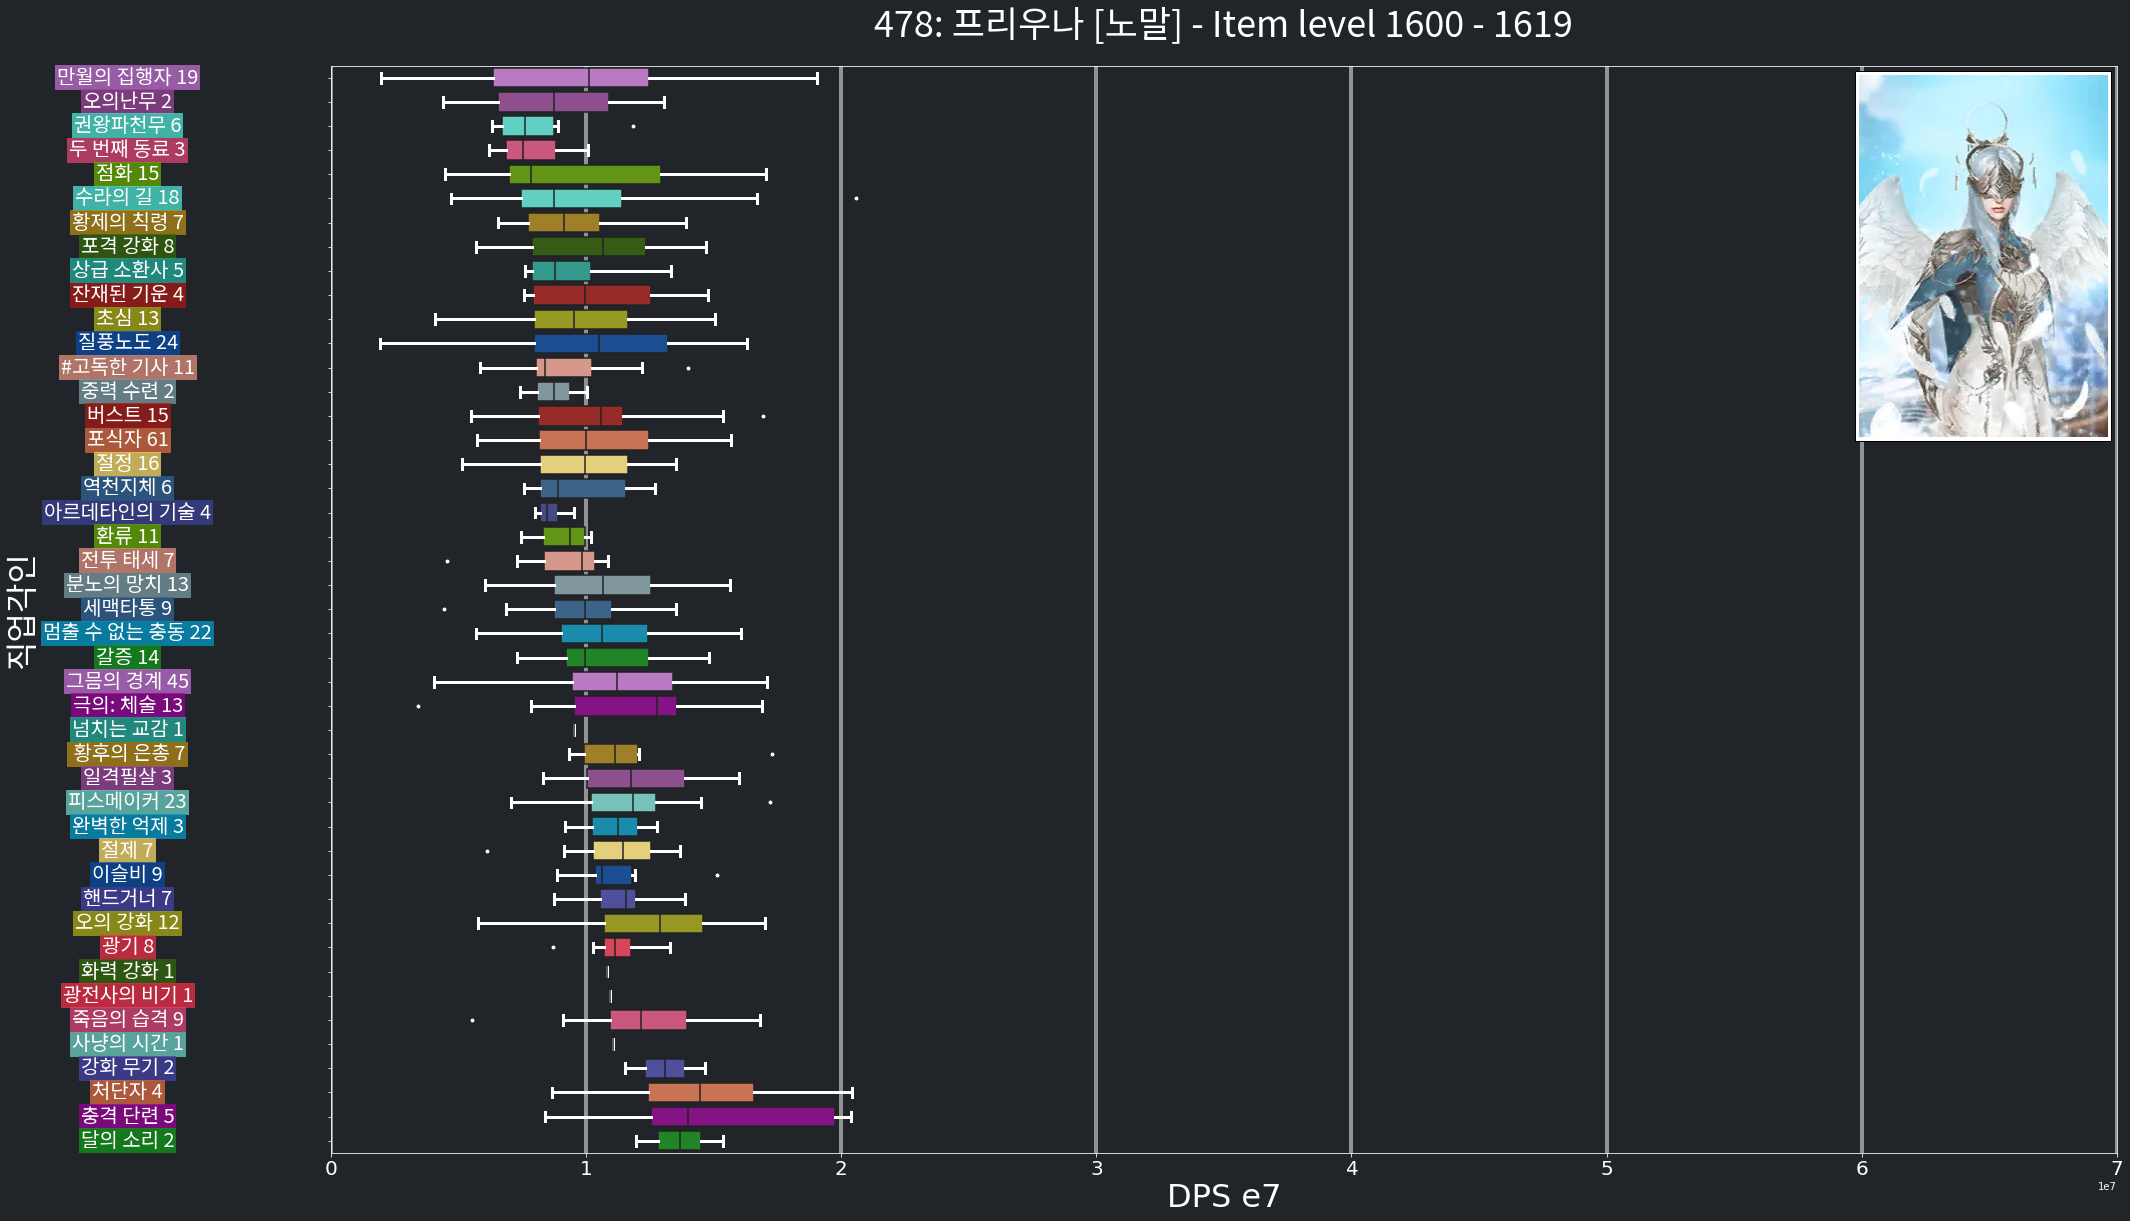 478: 프리우나 [노말] - Item level 1600 - 1619
만월의 집행자 19
오의난무 2
권왕파천무 6
두 번째 동료 3
점화 15
수라의 길 18
황제의 칙령 7
포격 강화 8
상급 소환사 5
잔재된 기운 4
초심 13
질풍노도 24
#고독한 기사 11
중력 수련 2
버스트 15
포식자 61
절정 16
역천지체 6
아르데타인의 기술 4
환류 11
전투 태세 7
분노의 망치 13
세맥타통 9
멈출 수 없는 충동 22
갈증 14
그믐의 경계 45
극의: 체술 13
넘치는 교감 1
황후의 은총 7
일격필살 3
피스메이커 23
완벽한 억제 3
절제 7
이슬비 9
핸드거너 7
오의 강화 12
광기 8
화력 강화 1
광전사의 비기 1
죽음의 습격 9
사냥의 시간 1
강화 무기 2
처단자 4
충격 단련 5
달의 소리 2
직업각인
0 1 2 3 4 5 6 7
1e7
DPS e7